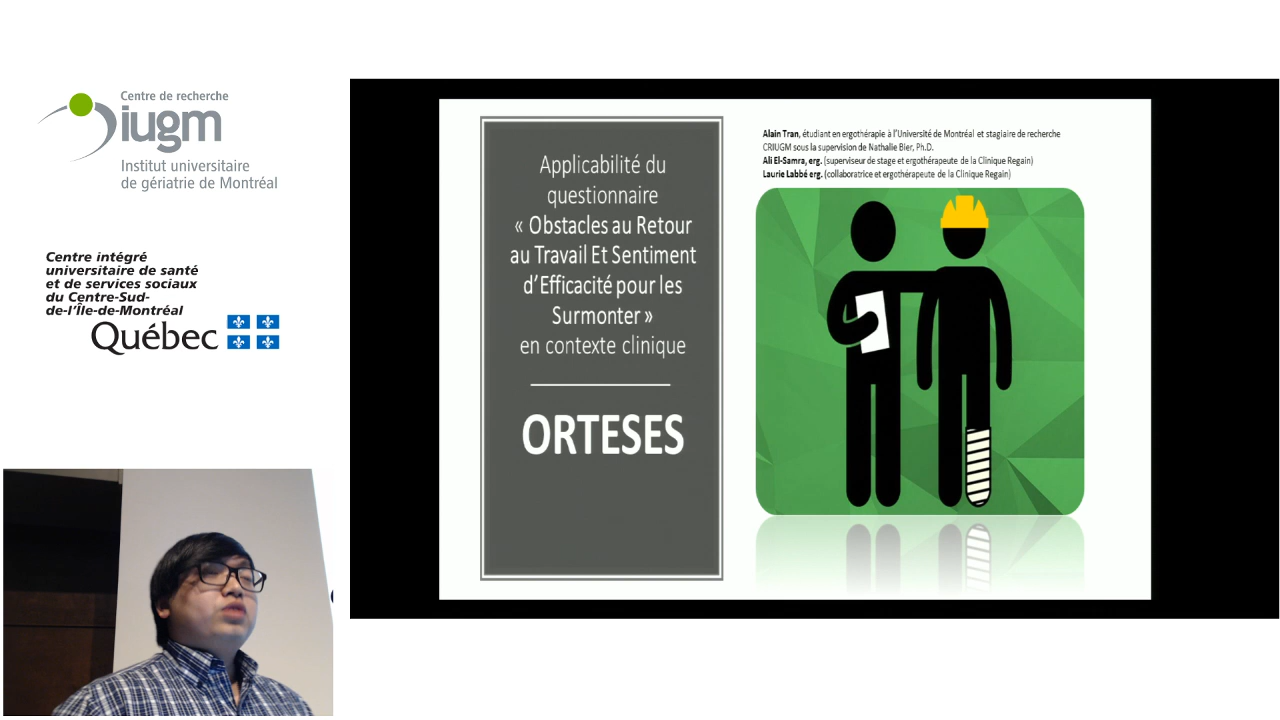 Centre de recherche
iugm
Institut universitaire
de gériatrie de Montréal
Centre intégré
universitaire de santé
et de services sociaux
du Centre-Sud-
de-l'Île-de-Montréal
Québec
Applicabilité du
questionnaire
« Obstacles au Retour
au Travail Et Sentiment
d'Efficacité pour les
Surmonter »
en contexte clinique
ORTESES
Alain Tran, étudiant en ergothérapie à l'Université de Montréal et stagiaire de recherche
CRIUGM sous la supervision de Nathalie Bier, Ph.D.
Ali El-Samra, erg. (superviseur de stage et ergothérapeute de la Clinique Regain)
Laurie Labbé erg. (collaboratrice et ergothérapeute de la Clinique Regain)